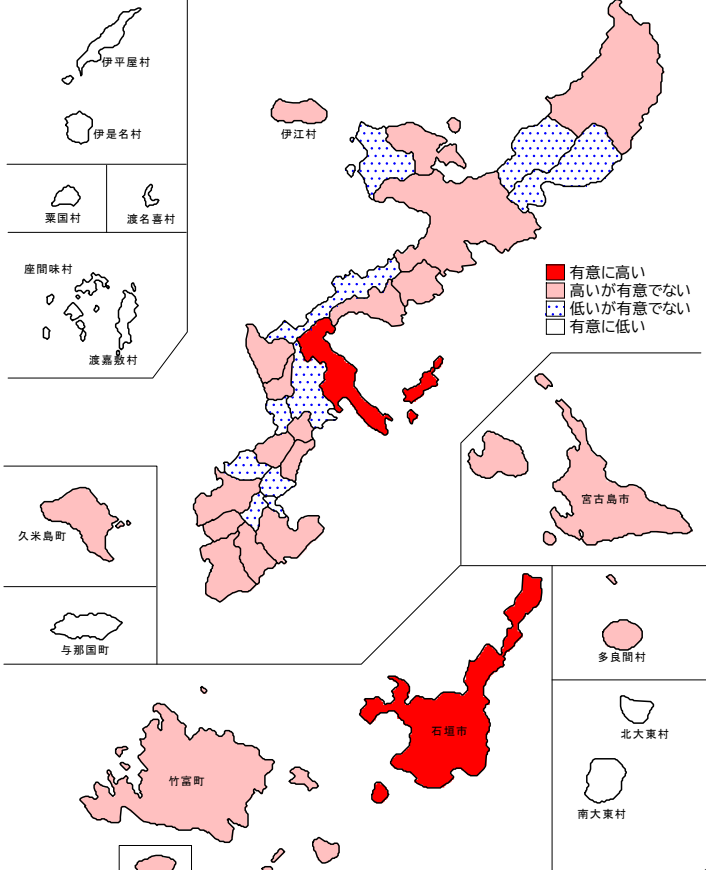 伊平屋村
伊是名村
伊江村
粟国村
渡名喜村
座間味村
渡嘉敷村
有意に高い
高いが有意でない
低いが有意でない
有意に低い
宮古島市
久米島町
与那国町
多良間村
石垣市
北大東村
竹富町
南大東村